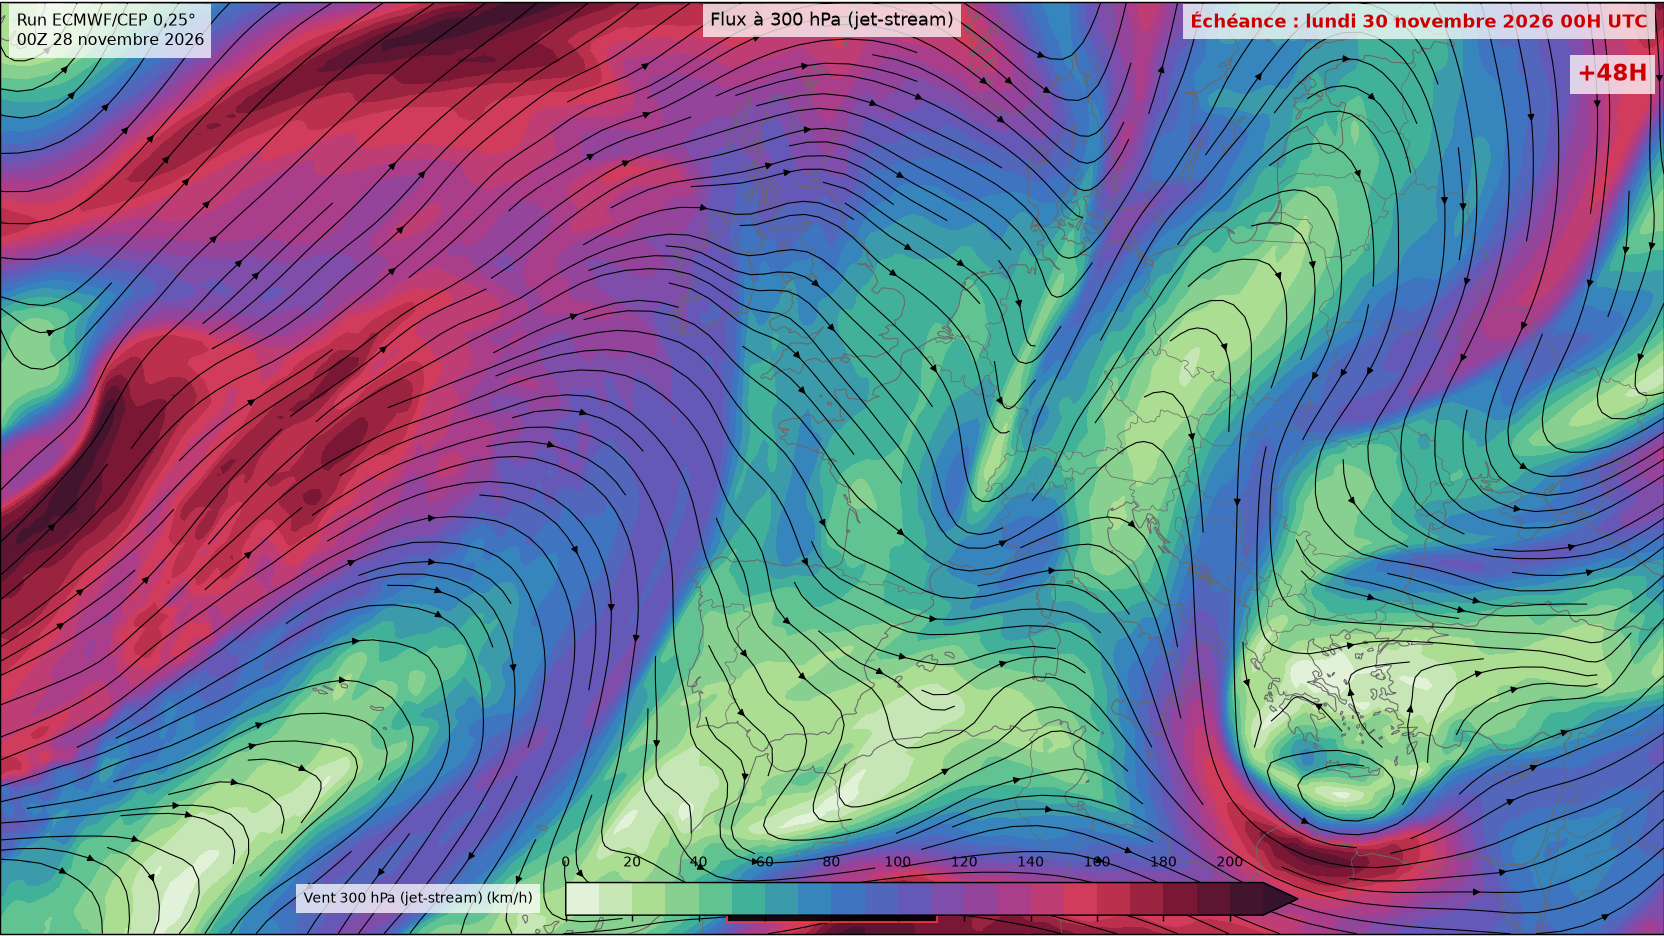 Run ECMWF/CEP 0,25°
00Z 28 novembre 2026
Flux à 300 hPa (jet-stream)
Échéance : lundi 30 novembre 2026 00H UTC
+48H
0 20 40 60 80 100 120 140 160 180 200
Vent 300 hPa (jet-stream) (km/h)